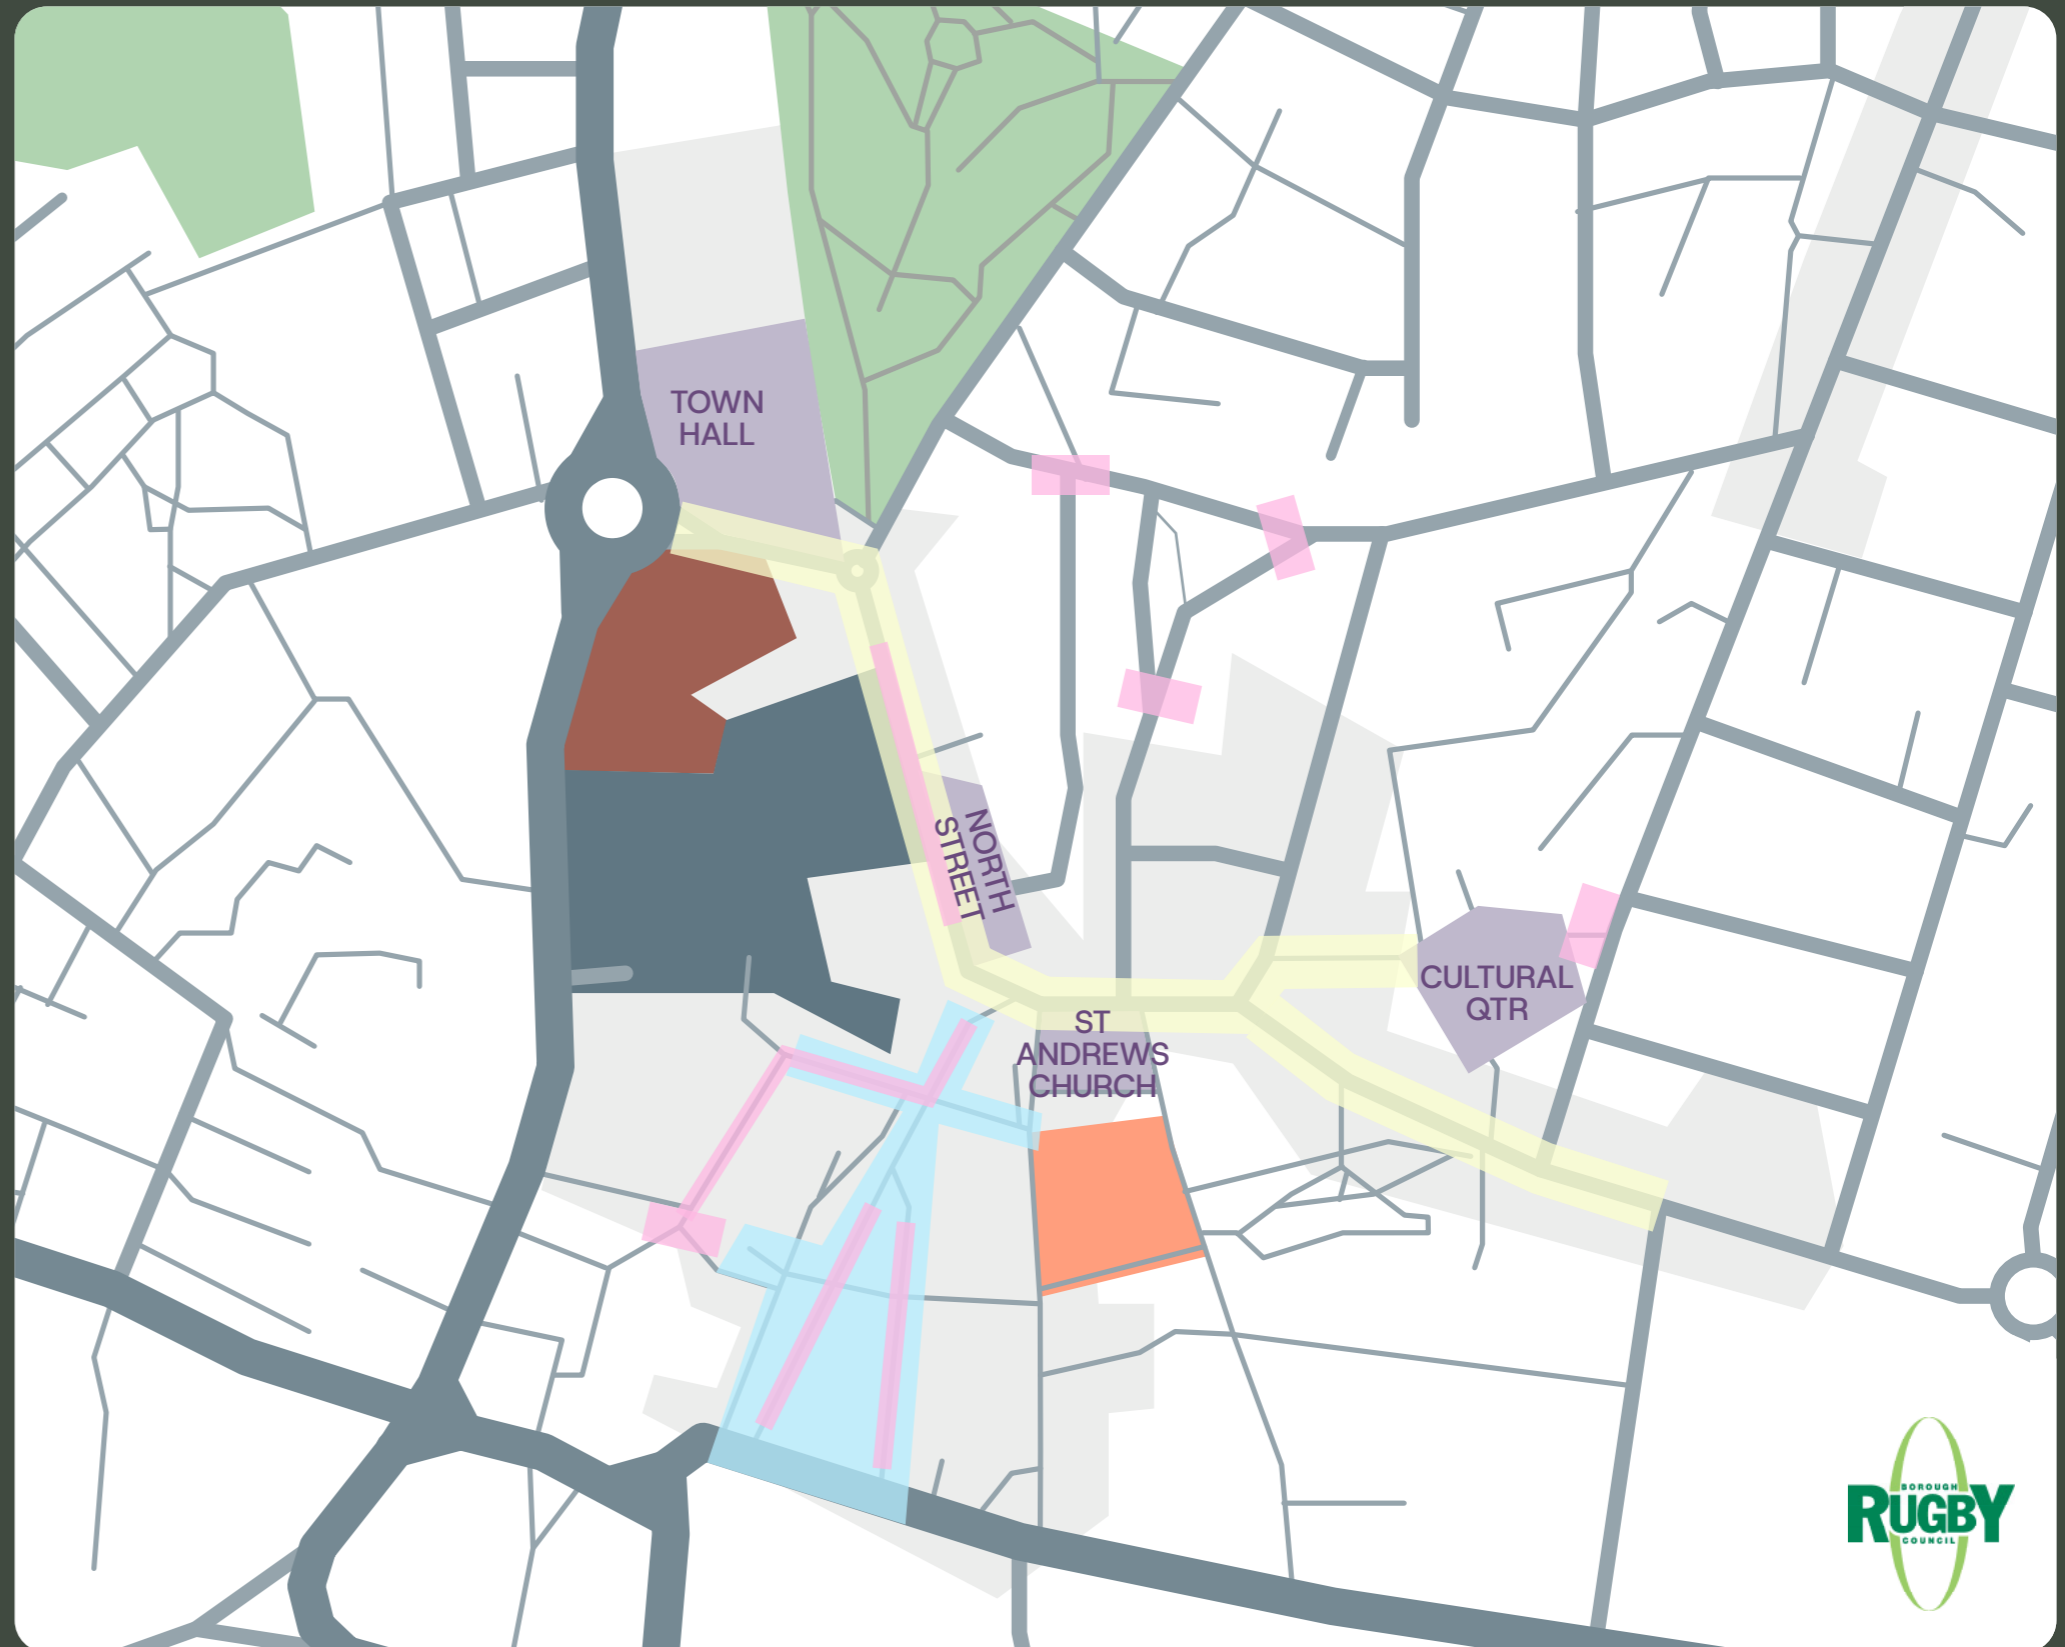 TOWN
HALL
NORTH
STREET
CULTURAL
QTR
ST
ANDREWS
CHURCH
BOROUGH
RUGBY
COUNCIL